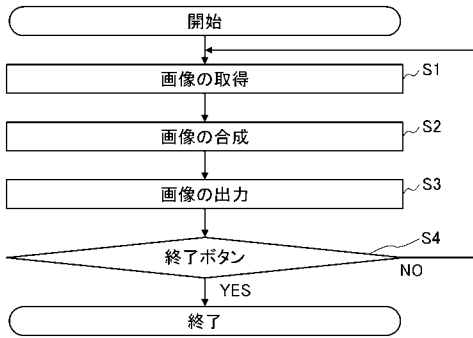 開始
画像の取得
S1
画像の合成
S2
画像の出力
S3
終了ボタン
S4
NO
YES
終了